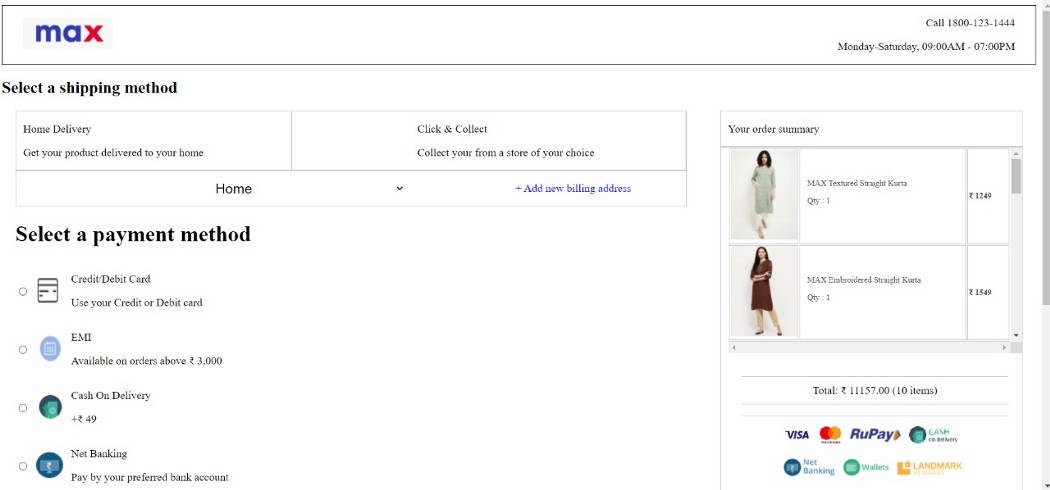 max
Call 1800-123-1444
Monday-Saturday, 09:00AM - 07:00PM
Select a shipping method
Home Delivery
Get your product delivered to your home
Click & Collect
Collect your from a store of your choice
Home
+ Add new billing address
Select a payment method
Credit/Debit Card
Use your Credit or Debit card
EMI
Available on orders above ₹ 3,000
Cash On Delivery
+₹ 49
Net Banking
Pay by your preferred bank account
Your order summary
MAX Textured Straight Kurta
Qty : 1
₹ 1249
MAX Embroidered Straight Kurta
Qty : 1
₹ 1549
Total: ₹ 11157.00 (10 items)
VISA
RuPay
CASH
on delivery
Net
Banking
Wallets
LANDMARK